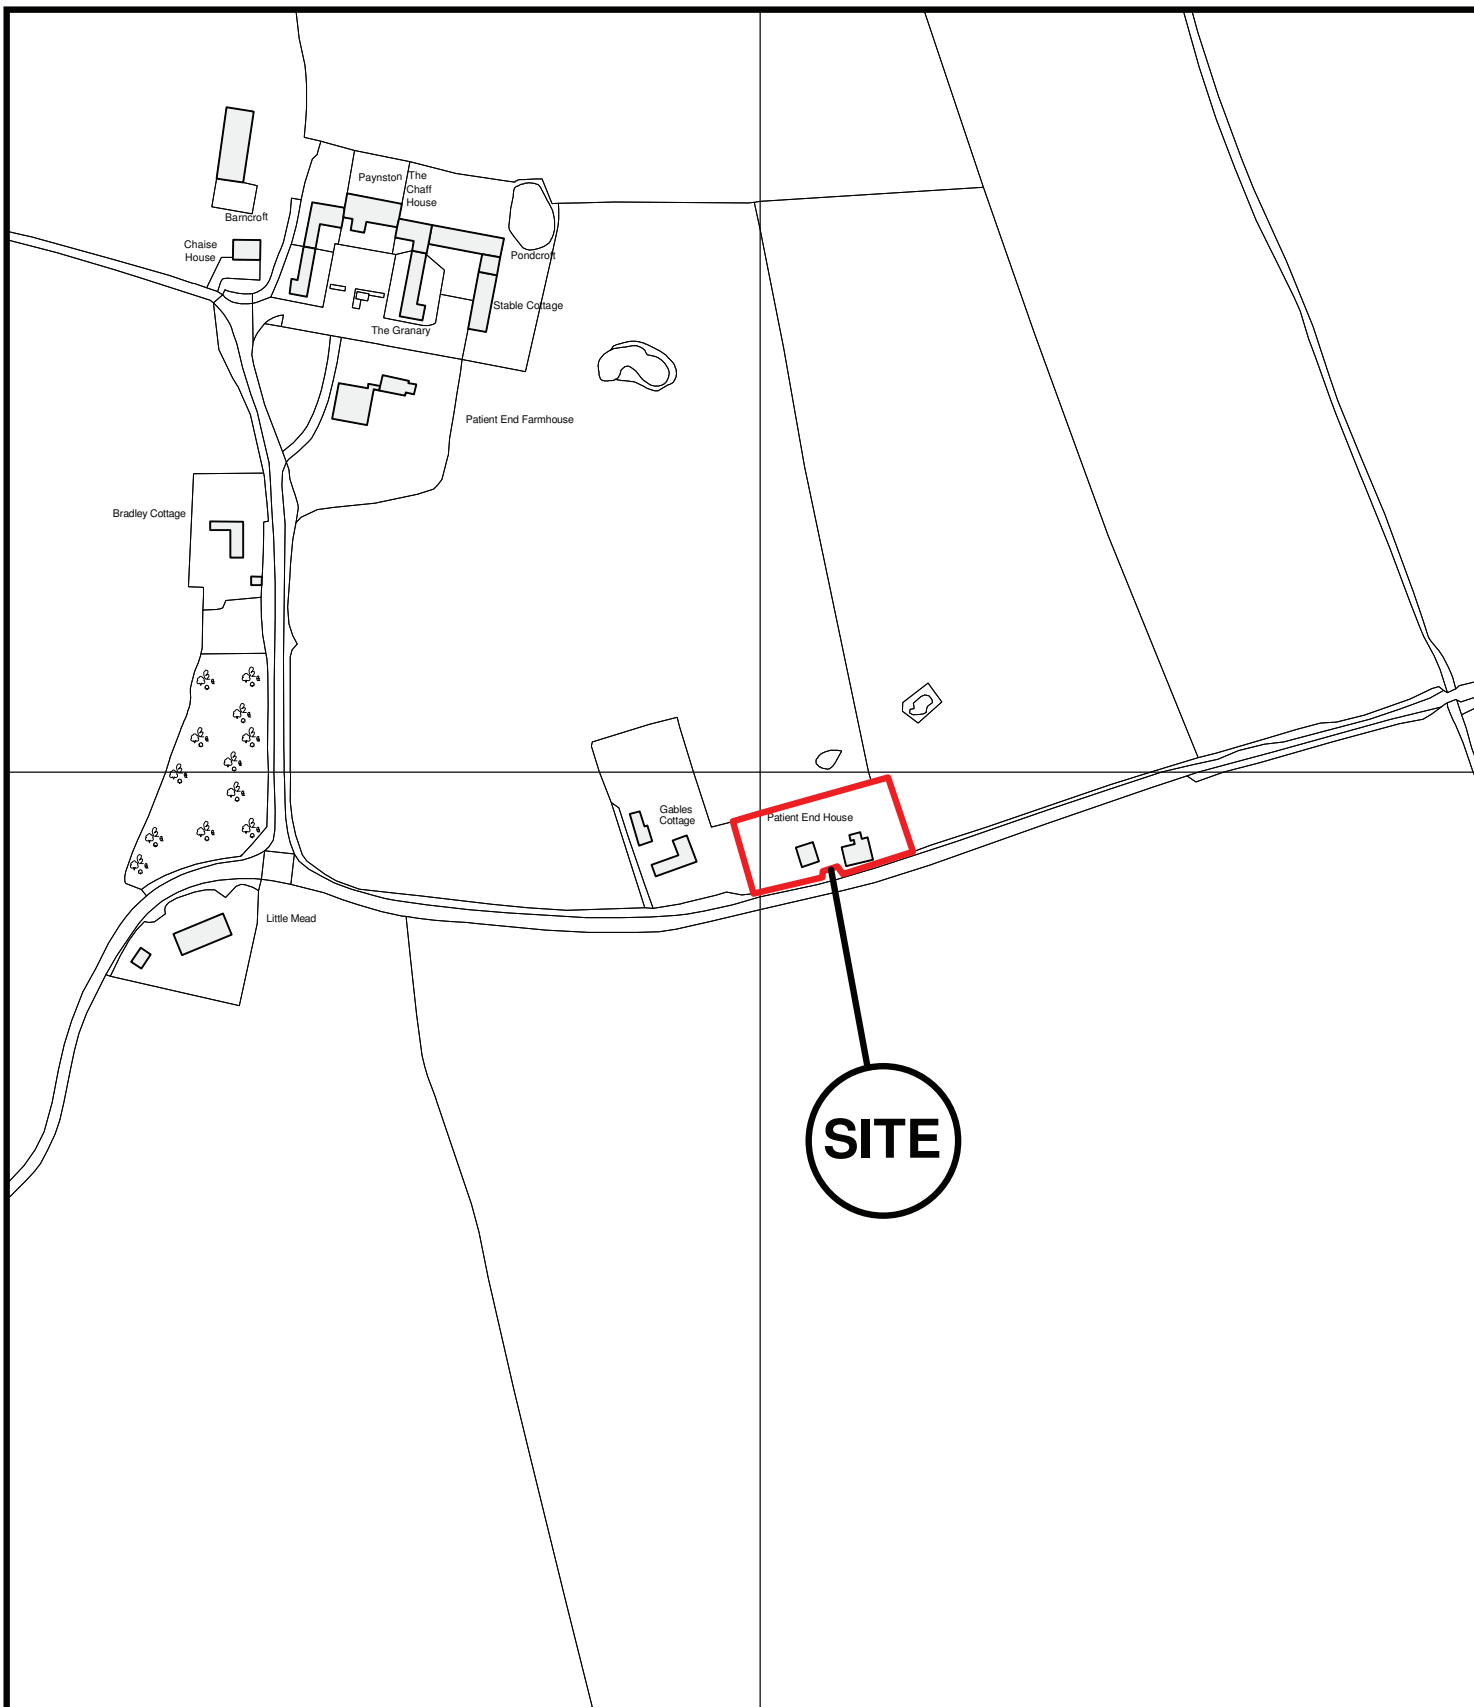 Paynston
The
Chaff
House
Barncroft
Chaise
House
Pondcroft
Stable Cottage
The Granary
Patient End Farmhouse
Bradley Cottage
Gables
Cottage
Patient End House
Little Mead
SITE